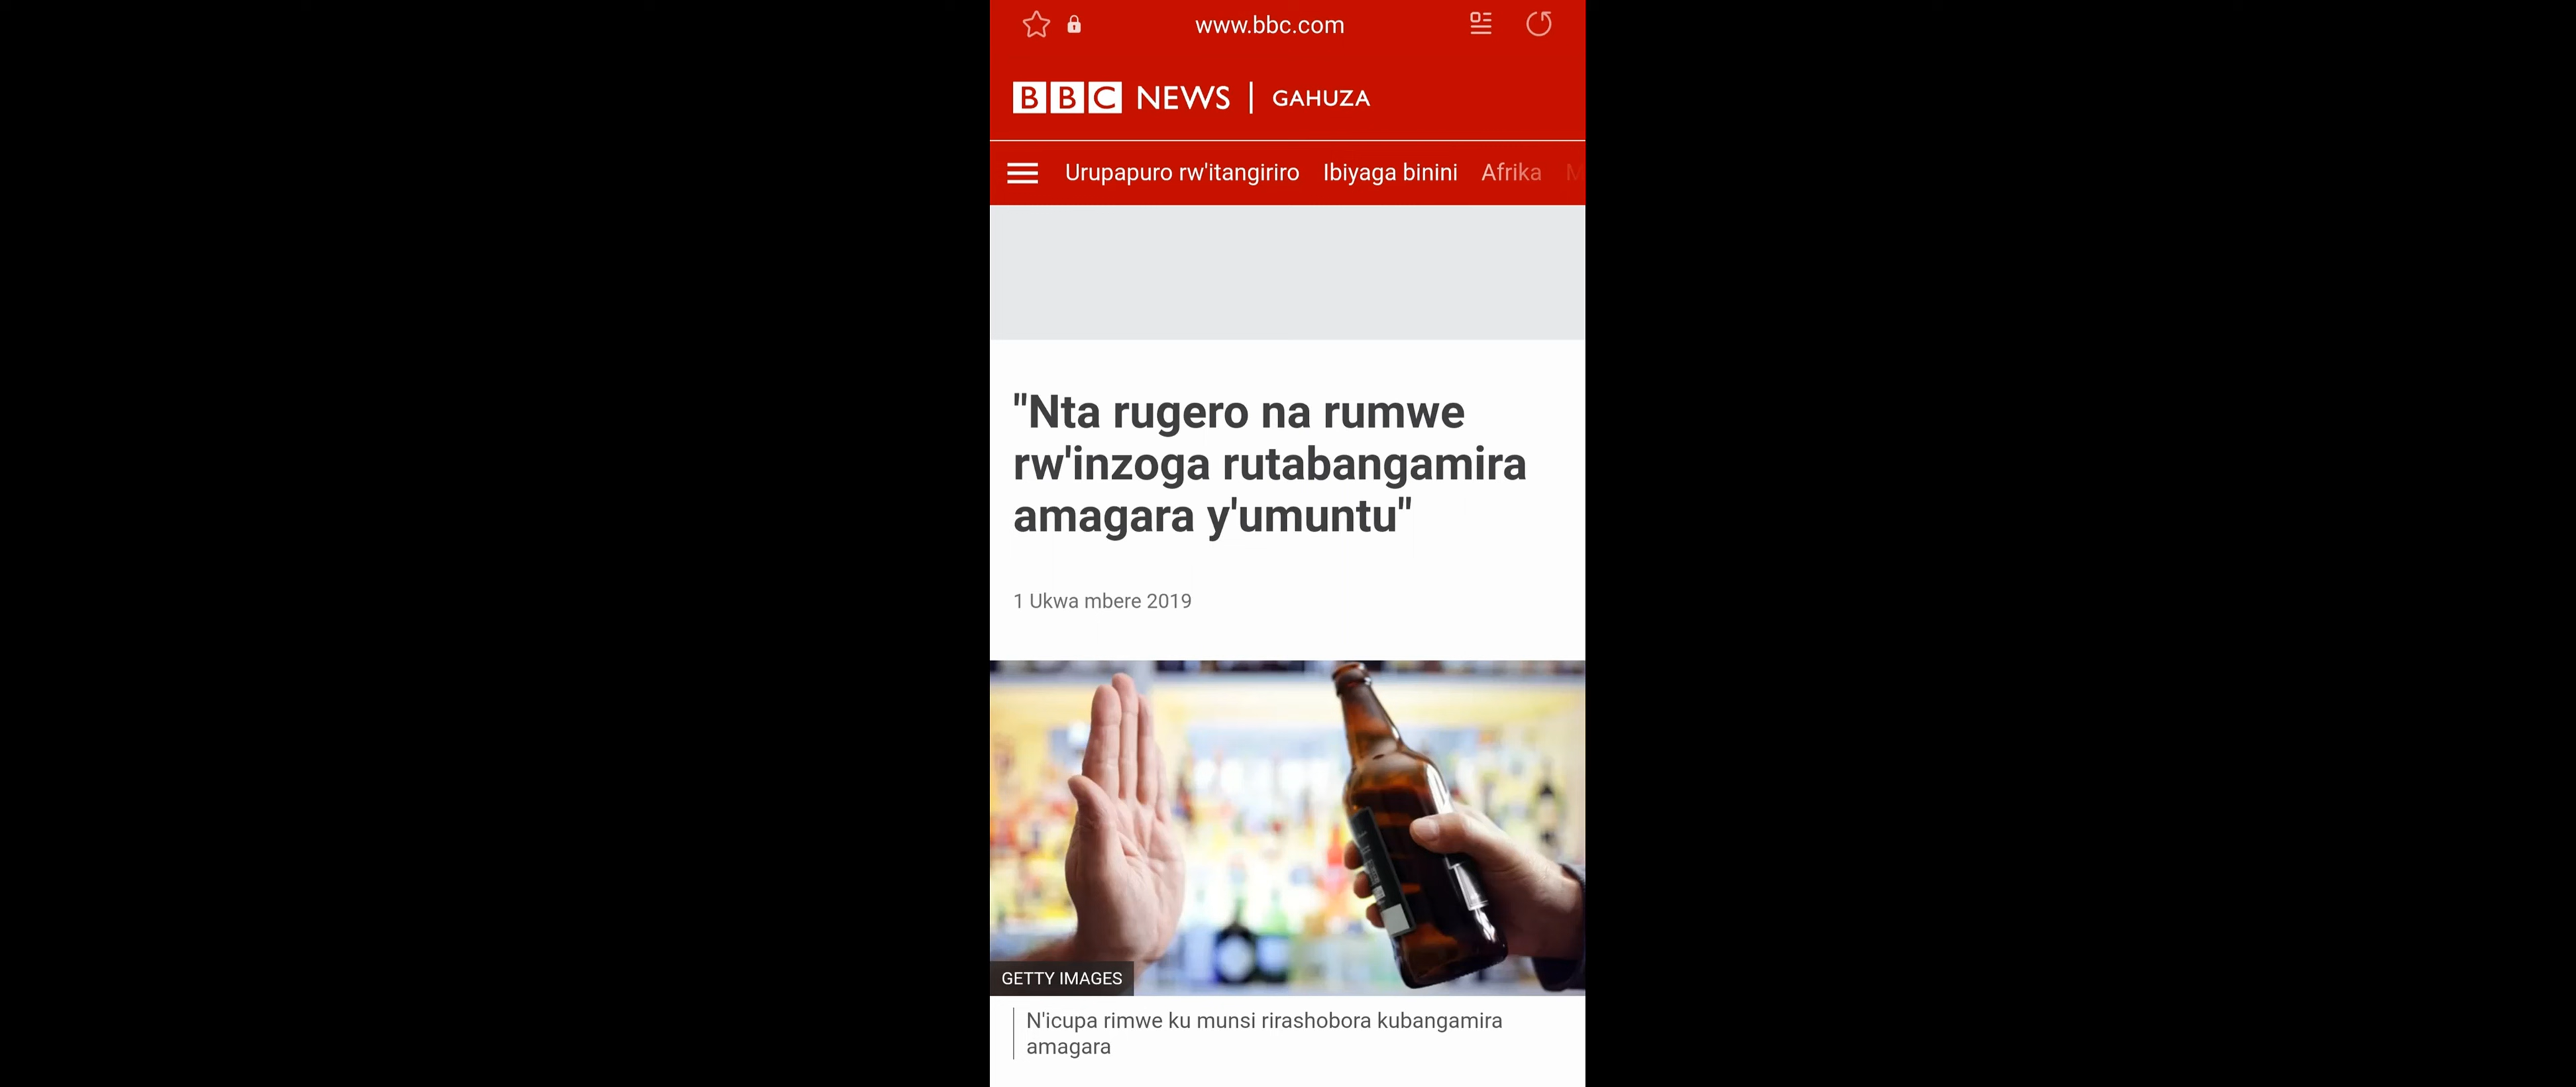 www.bbc.com
BBC NEWS | GAHUZA
Urupapuro rw'itangiriro Ibiyaga binini Afrika M
"Nta rugero na rumwe
rw'inzoga rutabangamira
amagara y'umuntu"
1 Ukwa mbere 2019
GETTY IMAGES
N'icupa rimwe ku munsi rirashobora kubangamira
amagara